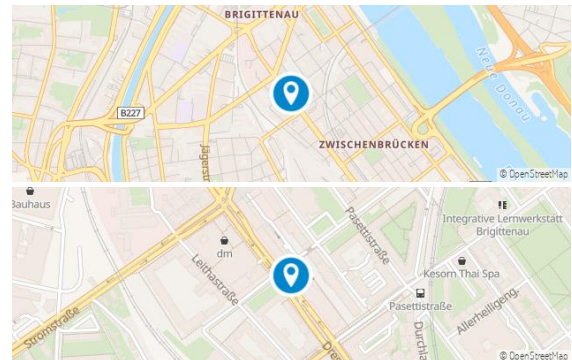 BRIGITTENAU
Neue Donau
B227
Jägerstr
ZWISCHENBRÜCKEN
© OpenStreetMap
Bauhaus
Pasettistraße
Integrative Lernwerkstatt
Brigittenau
dm
Leithastraße
Kesorn Thai Spa
Pasettistraße
Stromstraße
Dre
Durchla
Allerheiligeng.
© OpenStreetMap